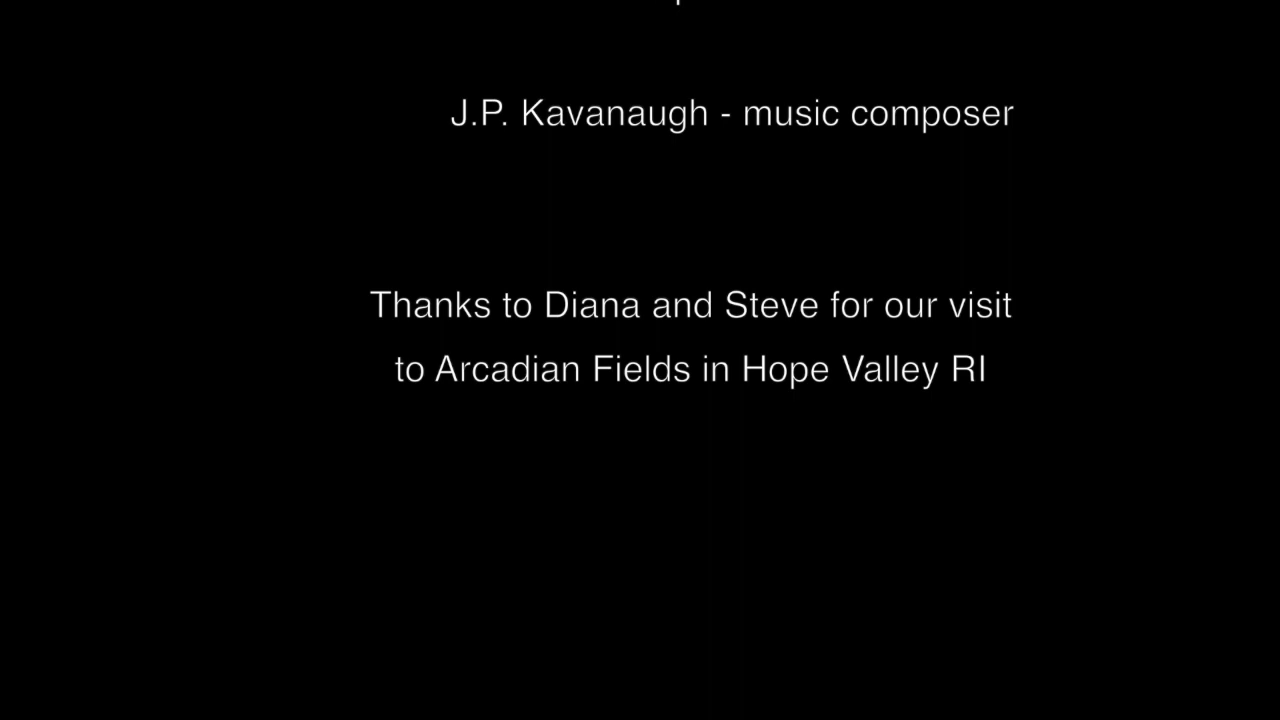 J.P. Kavanaugh - music composer
Thanks to Diana and Steve for our visit
to Arcadian Fields in Hope Valley RI